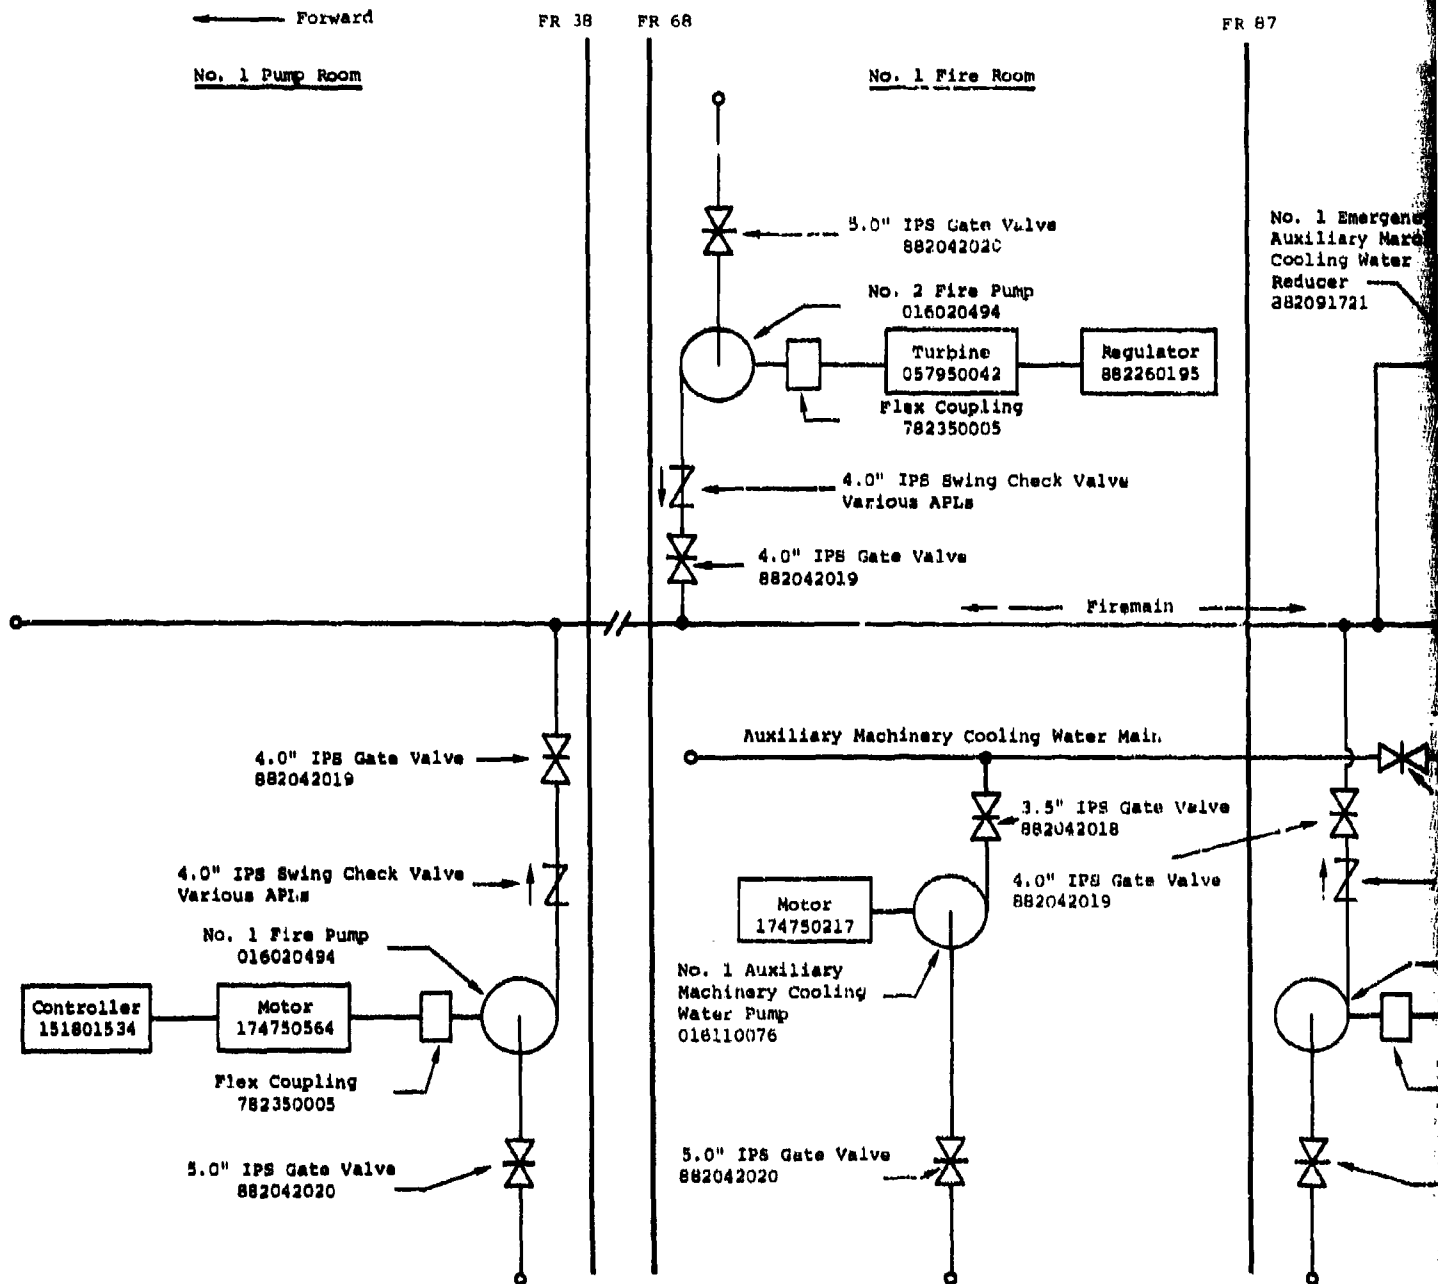 Forward
FR 38
FR 68
FR 87
No. 1 Pump Room
No. 1 Fire Room
5.0" IPS Gate Valve
882042020
No. 2 Fire Pump
016020494
Turbine
057950042
Regulator
882260195
Flex Coupling
782350005
4.0" IPS Swing Check Valve
Various APLs
4.0" IPS Gate Valve
882042019
No. 1
Auxiliary
Cooling Water
Reducer
882091721
Firemain
Auxiliary Machinery Cooling Water Main
4.0" IPS Gate Valve
882042019
3.5" IPS Gate Valve
882042018
4.0" IPS Swing Check Valve
Various APLs
4.0" IPS Gate Valve
882042019
Motor
174750217
No. 1 Fire Pump
016020494
No. 1 Auxiliary
Machinery Cooling
Water Pump
016110076
Controller
151801534
Motor
174750564
Flex Coupling
782350005
5.0" IPS Gate Valve
882042020
5.0" IPS Gate Valve
882042020